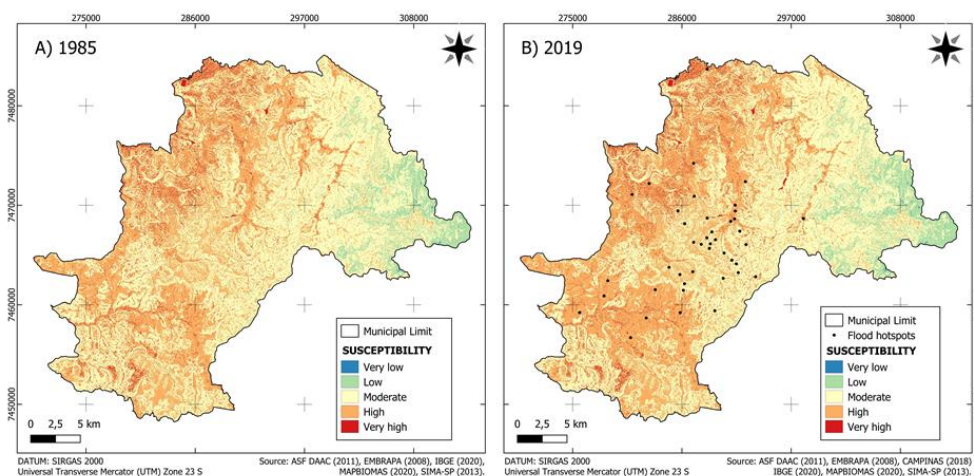 275000 286000 297000 308000
A) 1985
7480000
7470000
7460000
7450000
Municipal Limit
SUSCEPTIBILITY
Very low
Low
Moderate
High
Very high
0 2,5 5 km
DATUM: SIRGAS 2000
Universal Transverse Mercator (UTM) Zone 23 S
Source: ASF DAAC (2011), EMBRAPA (2008), IBGE (2020),
MAPBIOMAS (2020), SIMA-SP (2013).
275000 286000 297000 308000
B) 2019
Municipal Limit
Flood hotspots
SUSCEPTIBILITY
Very low
Low
Moderate
High
Very high
0 2,5 5 km
DATUM: SIRGAS 2000
Universal Transverse Mercator (UTM) Zone 23 S
Source: ASF DAAC (2011), EMBRAPA (2008), CAMPINAS (2018)
IBGE (2020), MAPBIOMAS (2020), SIMA-SP (2013).